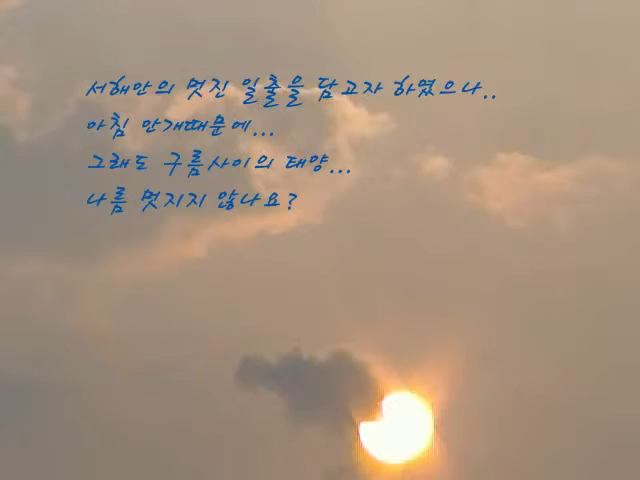 서해안의 멋진 일출을 담고자 하였으나..
아침 안개때문에...
그래도 구름사이의 태양...
나름 멋지지 않나요?